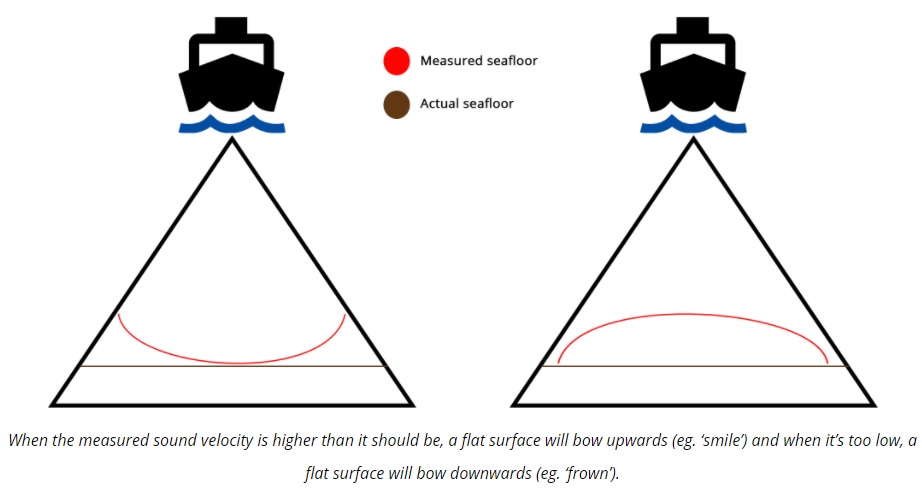 Measured seafloor
Actual seafloor
When the measured sound velocity is higher than it should be, a flat surface will bow upwards (eg. ‘smile’) and when it’s too low, a
flat surface will bow downwards (eg. ‘frown’).